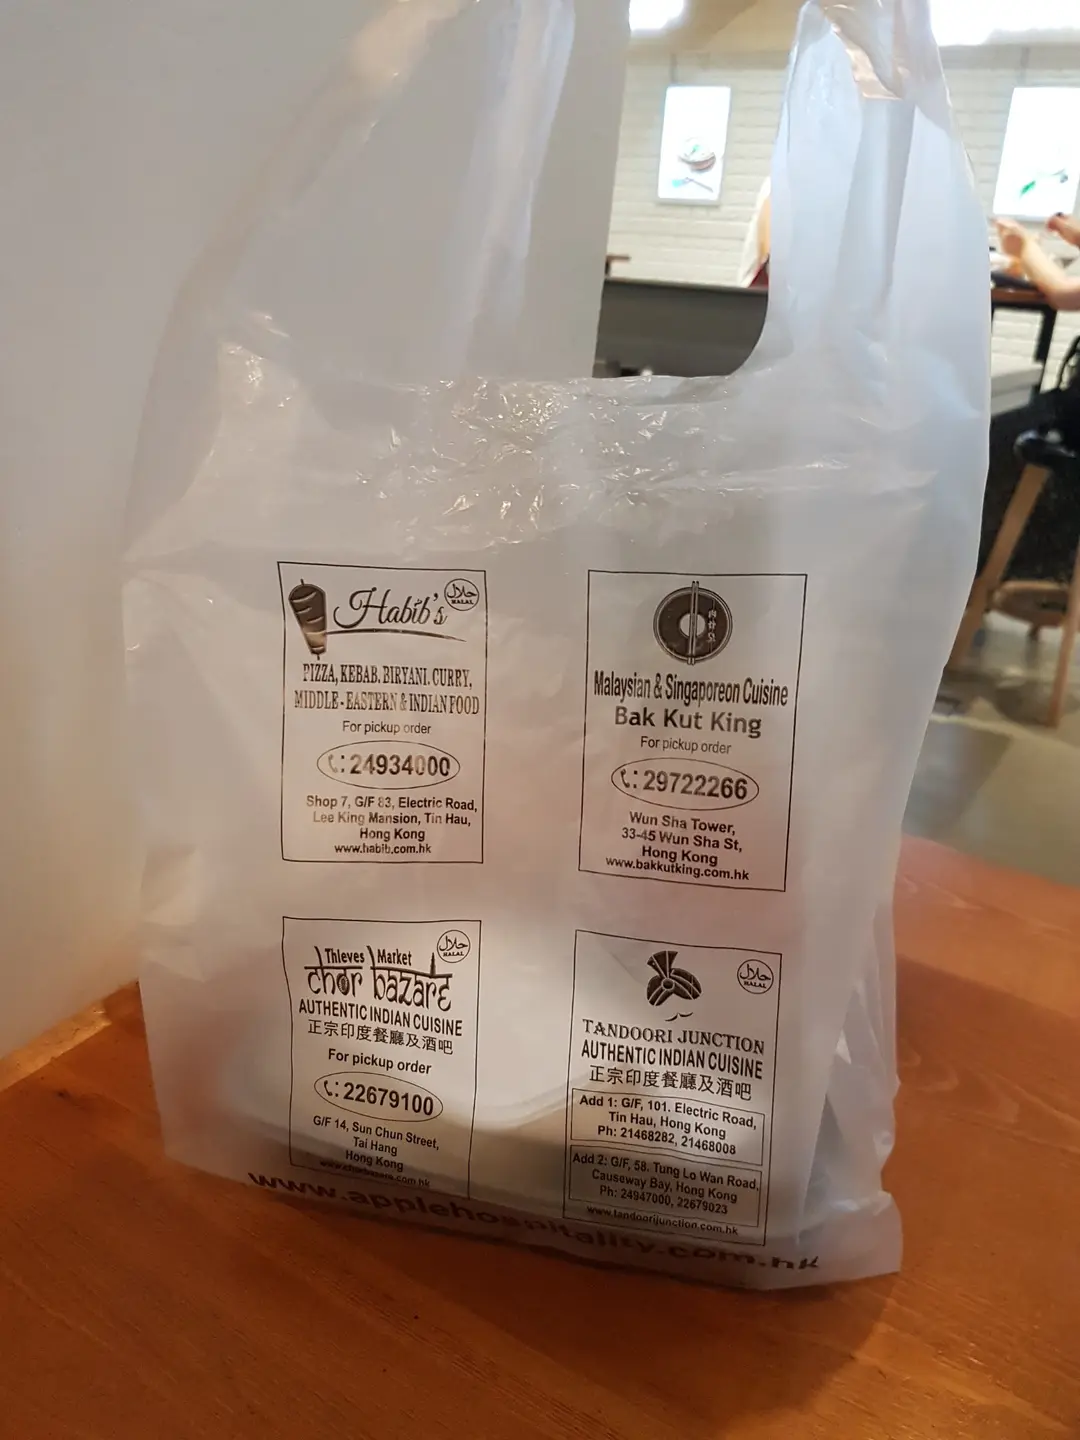 Habib's
حلال
HALAL
PIZZA, KEBAB, BIRYANI, CURRY,
MIDDLE-EASTERN & INDIAN FOOD
For pickup order
:24934000
Shop 7, G/F 83, Electric Road,
Lee King Mansion, Tin Hau,
Hong Kong
www.habib.com.hk
肉骨皇
Malaysian & Singaporeon Cuisine
Bak Kut King
For pickup order
:29722266
Wun Sha Tower,
33-45 Wun Sha St,
Hong Kong
www.bakkutking.com.hk
حلال
HALAL
Thieves Market
chor bazare
AUTHENTIC INDIAN CUISINE
正宗印度餐廳及酒吧
For pickup order
:22679100
G/F 14, Sun Chun Street,
Tai Hang
Hong Kong
www.chorbazare.com.hk
حلال
HALAL
TANDOORI JUNCTION
AUTHENTIC INDIAN CUISINE
正宗印度餐廳及酒吧
Add 1: G/F, 101. Electric Road,
Tin Hau, Hong Kong
Ph: 21468282, 21468008
Add 2: G/F, 58. Tung Lo Wan Road,
Causeway Bay, Hong Kong
Ph: 24947000, 22679023
www.tandoorijunction.com.hk
www.applehospitality.com.hk